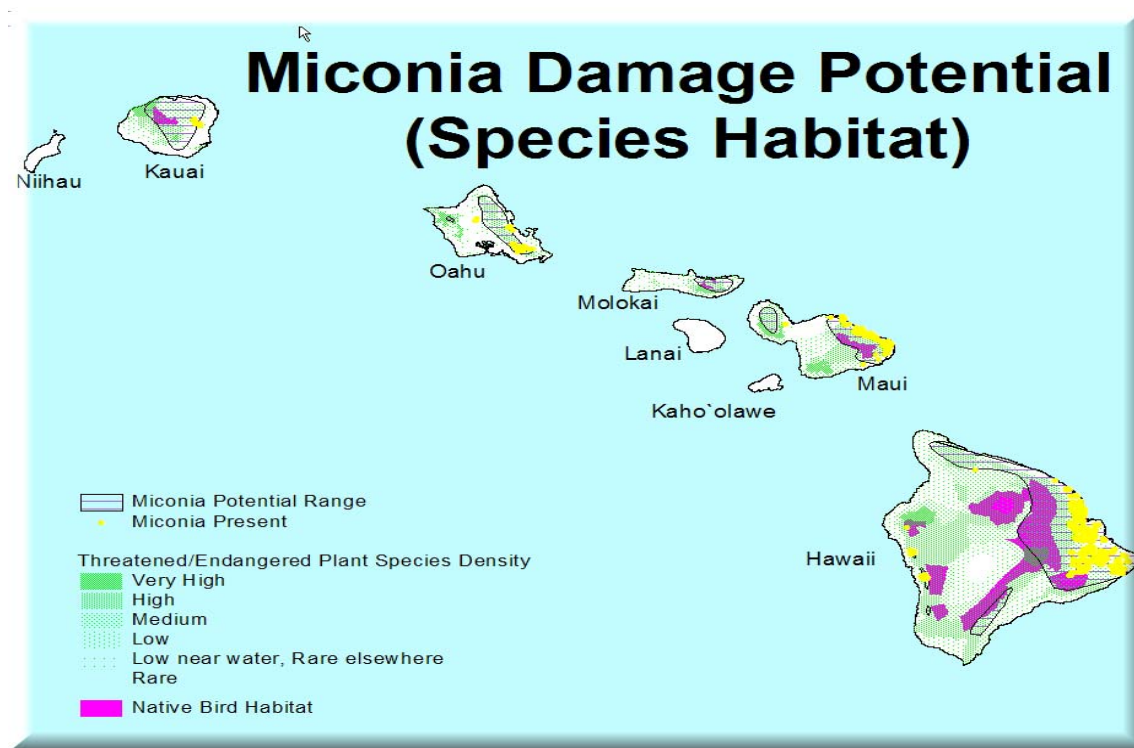 Miconia Damage Potential
(Species Habitat)
Niihau
Kauai
Oahu
Molokai
Lanai
Maui
Kaho`olawe
Hawaii
Miconia Potential Range
Miconia Present
Threatened/Endangered Plant Species Density
Very High
High
Medium
Low
Low near water, Rare elsewhere
Rare
Native Bird Habitat